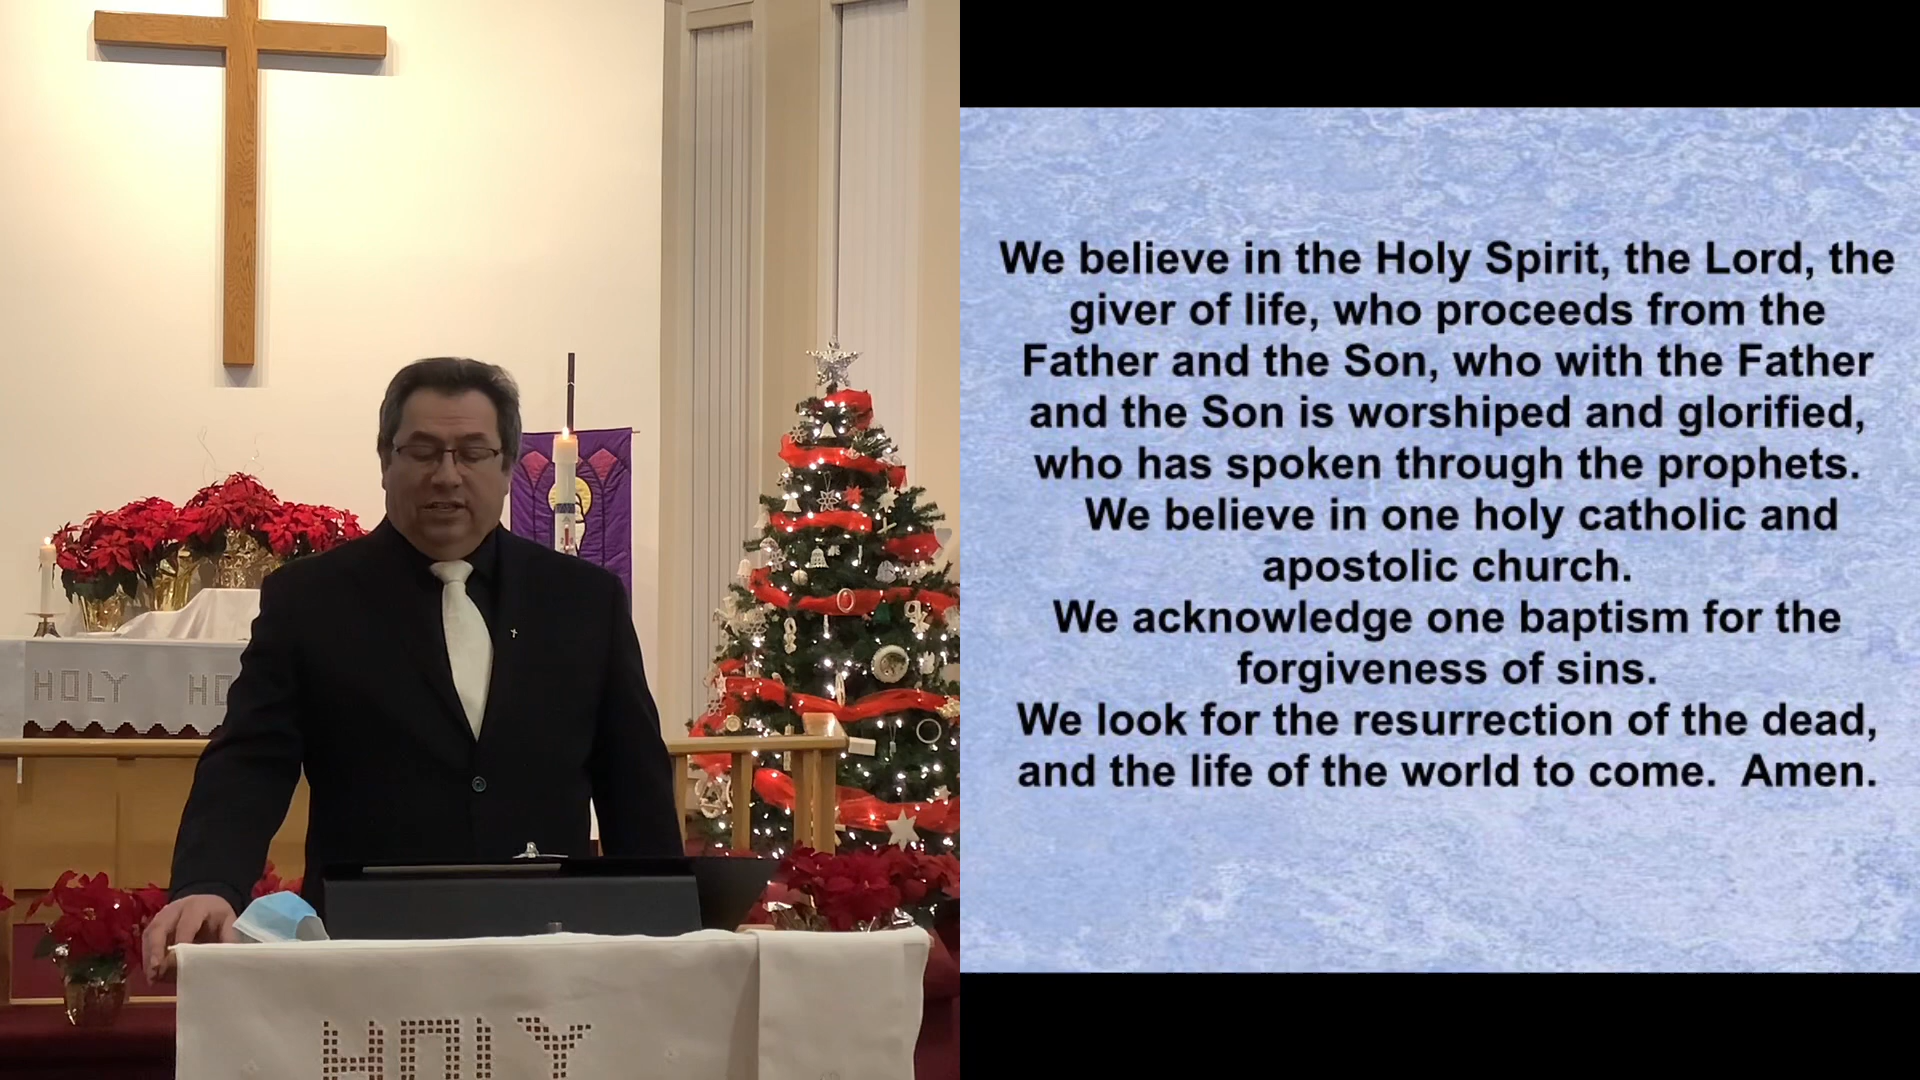 HOLY HO
HOLY
We believe in the Holy Spirit, the Lord, the
giver of life, who proceeds from the
Father and the Son, who with the Father
and the Son is worshiped and glorified,
who has spoken through the prophets.
We believe in one holy catholic and
apostolic church.
We acknowledge one baptism for the
forgiveness of sins.
We look for the resurrection of the dead,
and the life of the world to come.  Amen.